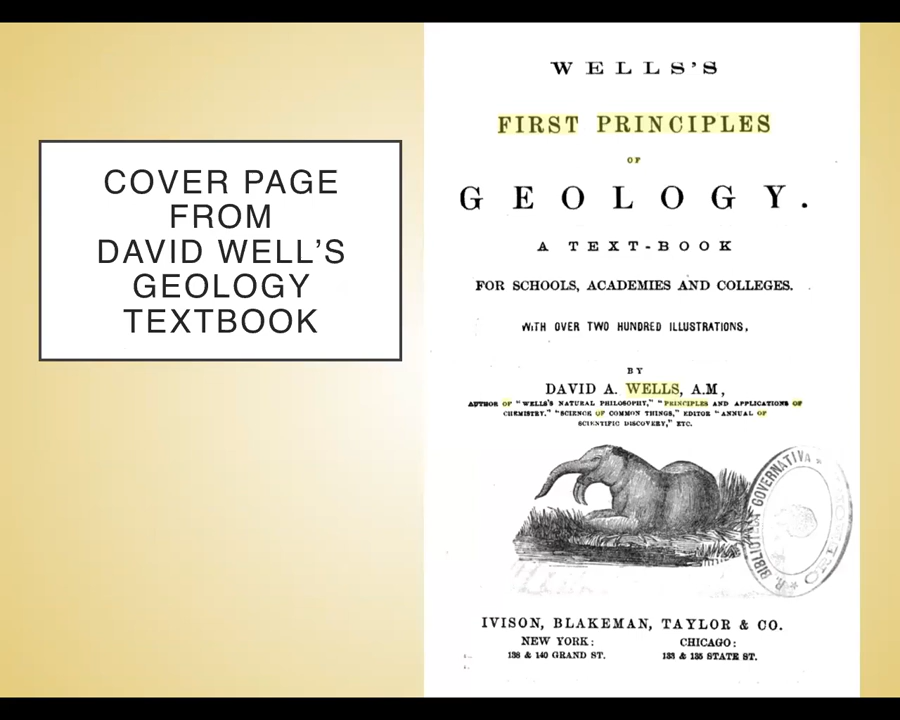 COVER PAGE
FROM
DAVID WELL’S
GEOLOGY
TEXTBOOK
WELLS’S
FIRST PRINCIPLES
OF
GEOLOGY.
A TEXT-BOOK
FOR SCHOOLS, ACADEMIES AND COLLEGES.
WITH OVER TWO HUNDRED ILLUSTRATIONS,
BY
DAVID A. WELLS, A.M,
AUTHOR OF “WELLS’S NATURAL PHILOSOPHY,” “PRINCIPLES AND APPLICATIONS OF
CHEMISTRY.” “SCIENCE OF COMMON THINGS,” EDITOR “ANNUAL OF
SCIENTIFIC DISCOVERY,” ETC.
R. BIBLIOTECA GOVERNATIVA
IVISON, BLAKEMAN, TAYLOR & CO.
NEW YORK: CHICAGO:
138 & 140 GRAND ST. 133 & 135 STATE ST.